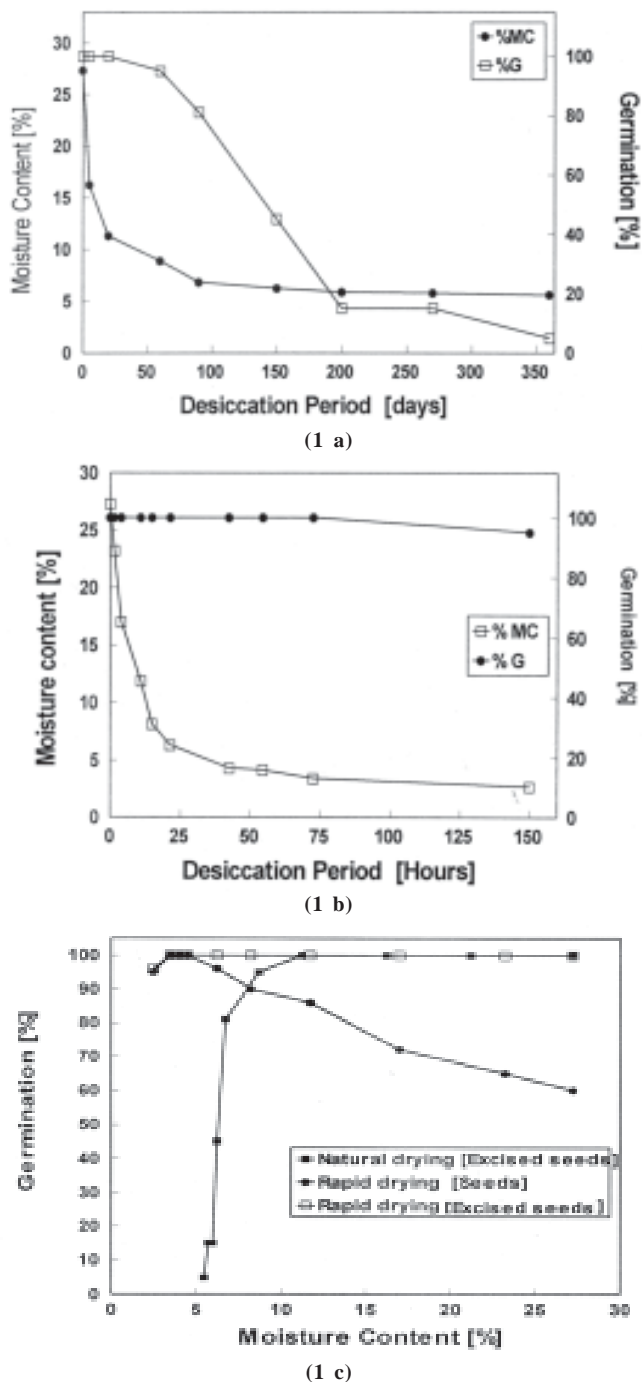 %MC
%G
Moisture Content [%]
30
25
20
15
10
5
0
Germination [%]
100
80
60
40
20
0
0 50 100 150 200 250 300 350
Desiccation Period [days]
(1 a)
Moisture content [%]
30
25
20
15
10
5
0
% MC
% G
Germination [%]
100
80
60
40
20
0
0 25 50 75 100 125 150
Desiccation Period [Hours]
(1 b)
Germination [%]
100
90
80
70
60
50
40
30
20
10
0
Natural drying [Excised seeds]
Rapid drying [Seeds]
Rapid drying [Excised seeds]
0 5 10 15 20 25 30
Moisture Content [%]
(1 c)